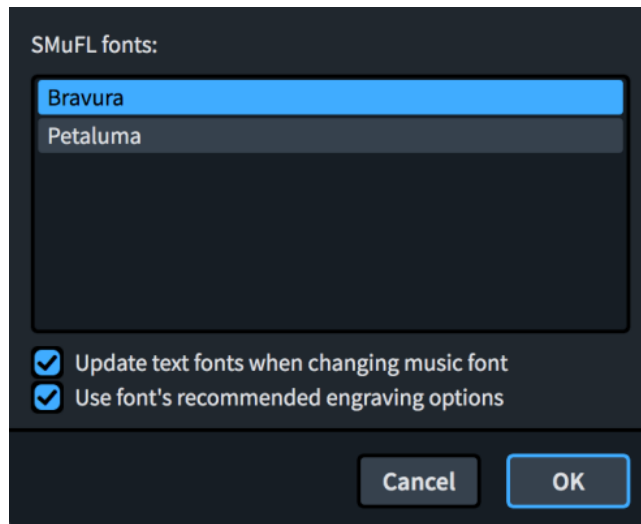 SMuFL fonts:
Bravura
Petaluma
Update text fonts when changing music font
Use font's recommended engraving options
Cancel OK